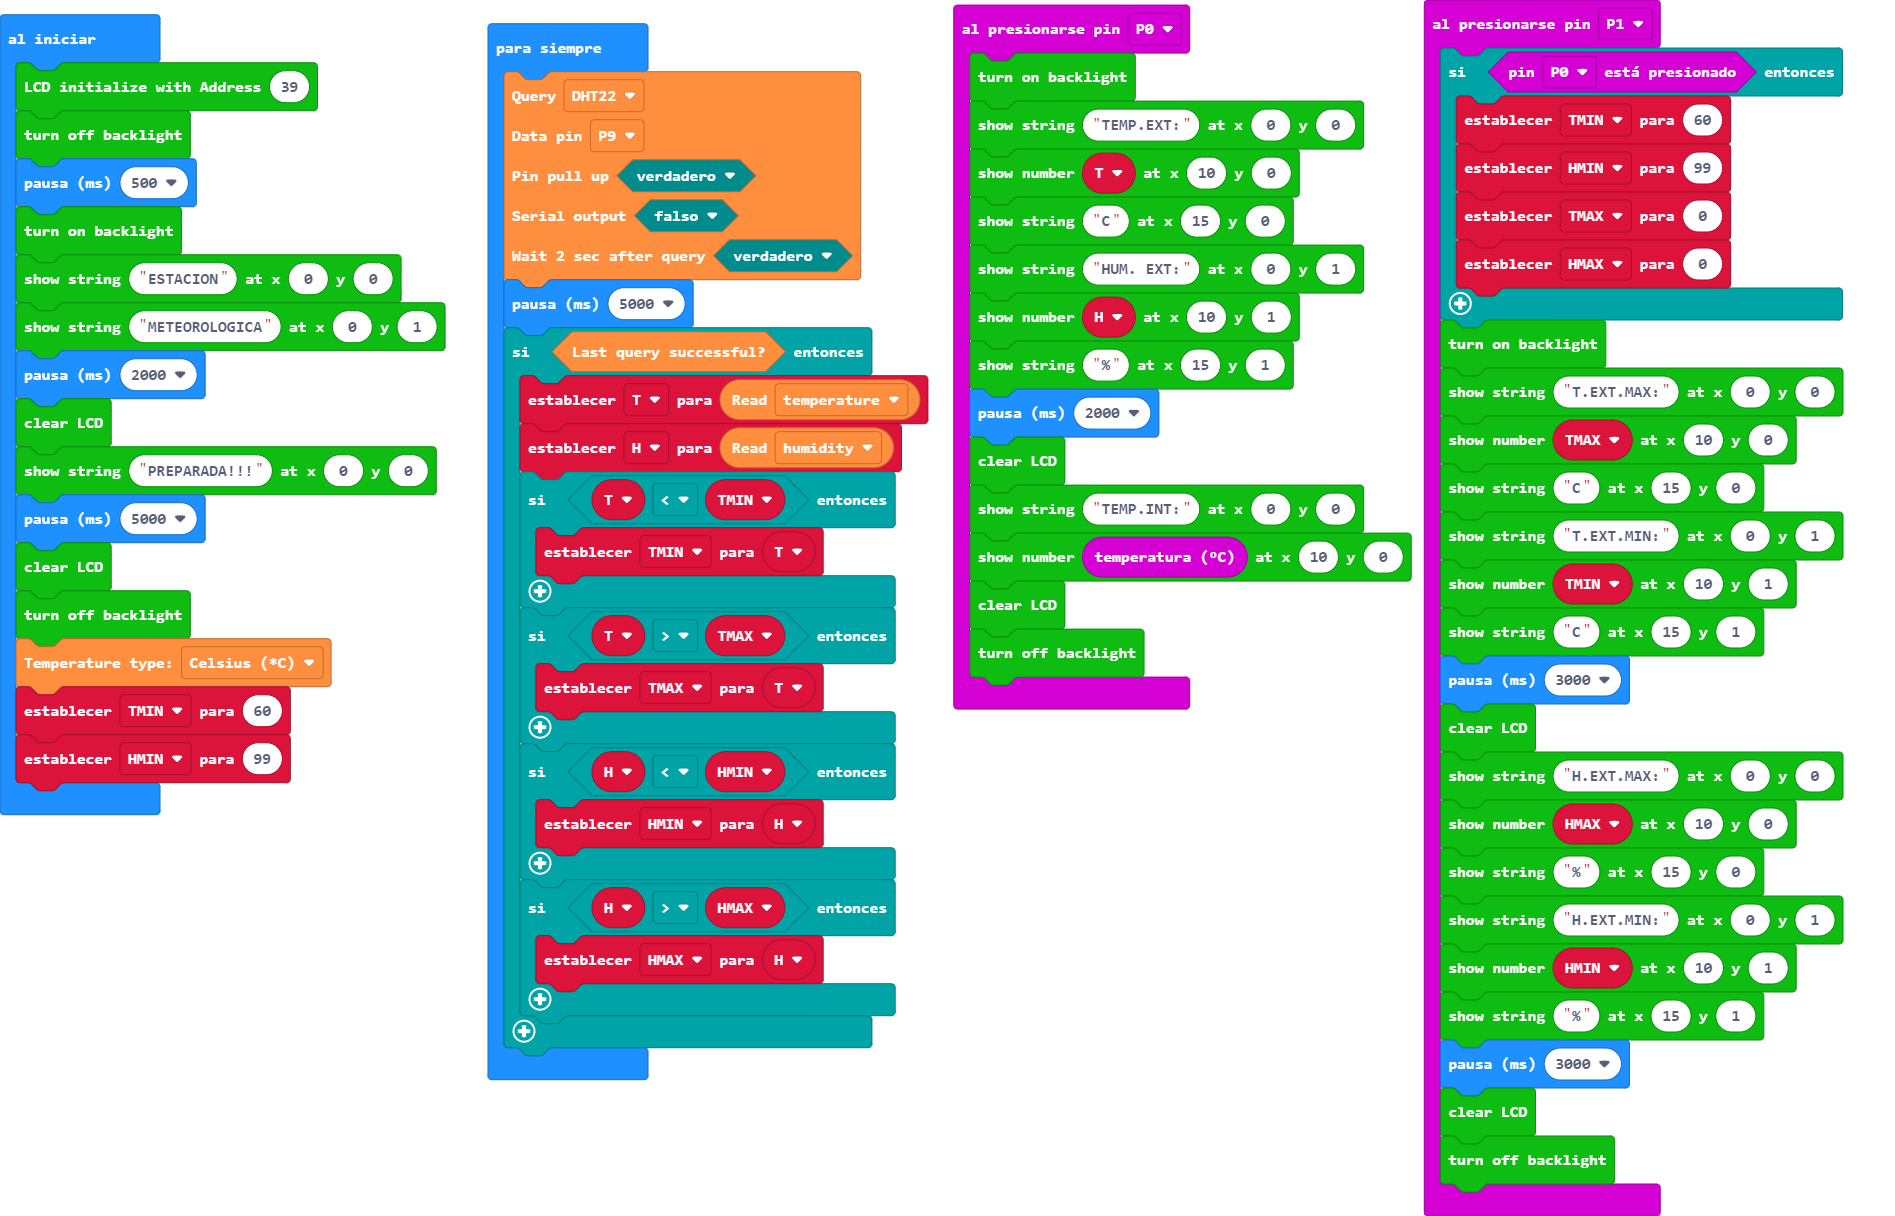 al iniciar
LCD initialize with Address 39
turn off backlight
pausa (ms) 500
turn on backlight
show string "ESTACION" at x 0 y 0
show string "METEOROLOGICA" at x 0 y 1
pausa (ms) 2000
clear LCD
show string "PREPARADA!!!" at x 0 y 0
pausa (ms) 5000
clear LCD
turn off backlight
Temperature type: Celsius (*C)
establecer TMIN para 60
establecer HMIN para 99
para siempre
Query DHT22
Data pin P9
Pin pull up verdadero
Serial output falso
Wait 2 sec after query verdadero
pausa (ms) 5000
si Last query successful? entonces
establecer T para Read temperature
establecer H para Read humidity
si T < TMIN entonces
establecer TMIN para T
si T > TMAX entonces
establecer TMAX para T
si H < HMIN entonces
establecer HMIN para H
si H > HMAX entonces
establecer HMAX para H
al presionarse pin P0
turn on backlight
show string "TEMP.EXT:" at x 0 y 0
show number T at x 10 y 0
show string "C" at x 15 y 0
show string "HUM. EXT:" at x 0 y 1
show number H at x 10 y 1
show string "%" at x 15 y 1
pausa (ms) 2000
clear LCD
show string "TEMP.INT:" at x 0 y 0
show number temperatura (ºC) at x 10 y 0
clear LCD
turn off backlight
al presionarse pin P1
si pin P0 está presionado entonces
establecer TMIN para 60
establecer HMIN para 99
establecer TMAX para 0
establecer HMAX para 0
turn on backlight
show string "T.EXT.MAX:" at x 0 y 0
show number TMAX at x 10 y 0
show string "C" at x 15 y 0
show string "T.EXT.MIN:" at x 0 y 1
show number TMIN at x 10 y 1
show string "C" at x 15 y 1
pausa (ms) 3000
clear LCD
show string "H.EXT.MAX:" at x 0 y 0
show number HMAX at x 10 y 0
show string "%" at x 15 y 0
show string "H.EXT.MIN:" at x 0 y 1
show number HMIN at x 10 y 1
show string "%" at x 15 y 1
pausa (ms) 3000
clear LCD
turn off backlight